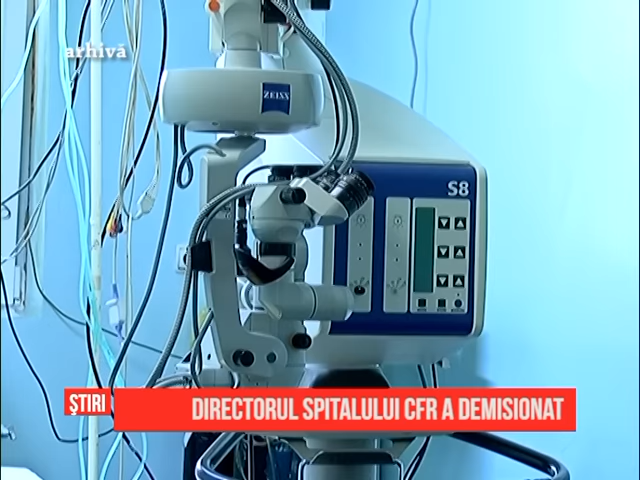 arhivă
ZEISS
S8
ŞTIRI
DIRECTORUL SPITALULUI CFR A DEMISIONAT